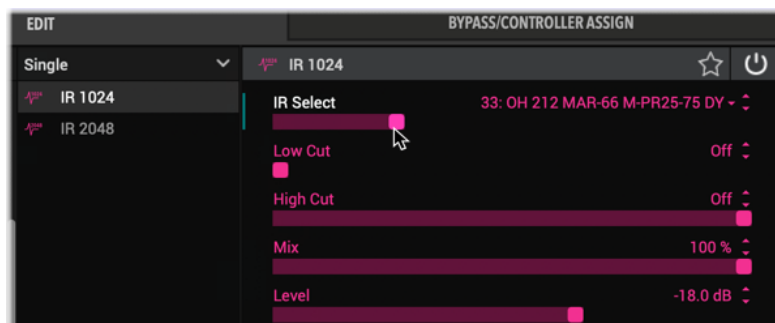 EDIT
BYPASS/CONTROLLER ASSIGN
Single
IR 1024
IR 1024
IR 2048
IR Select
33: OH 212 MAR-66 M-PR25-75 DY
Low Cut
Off
High Cut
Off
Mix
100 %
Level
-18.0 dB